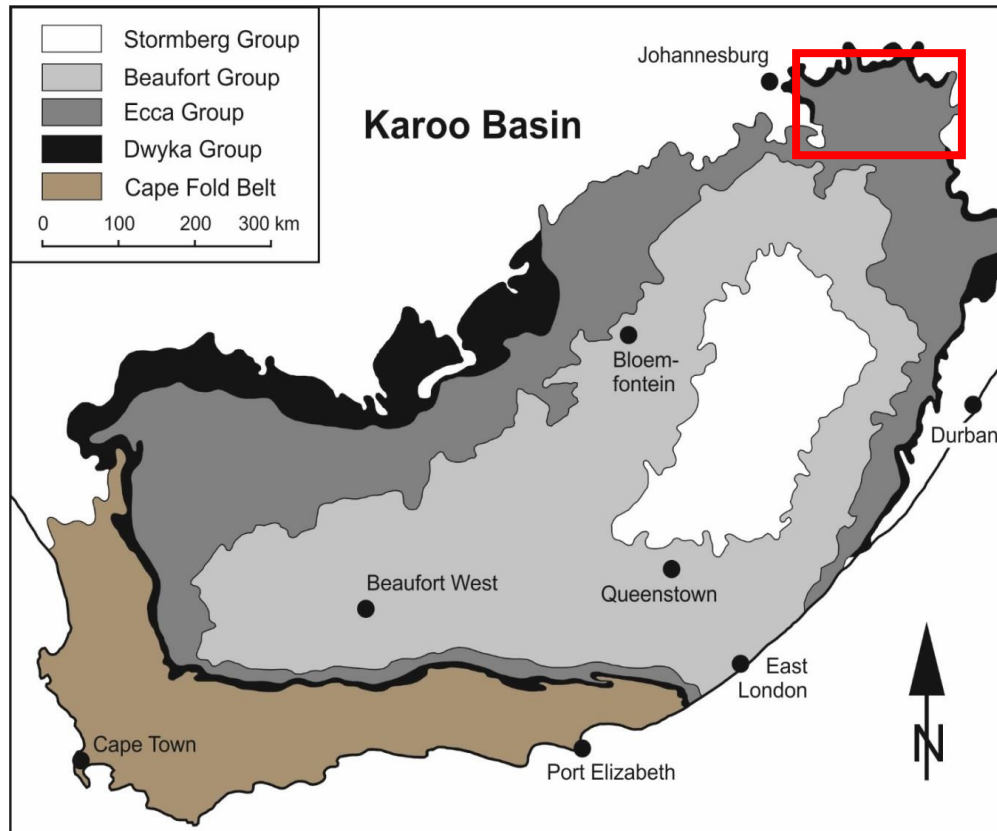 Stormberg Group
Beaufort Group
Ecca Group
Dwyka Group
Cape Fold Belt
0 100 200 300 km
Johannesburg
Karoo Basin
Bloem-
fontein
Durban
Beaufort West
Queenstown
East
London
Cape Town
Port Elizabeth
N